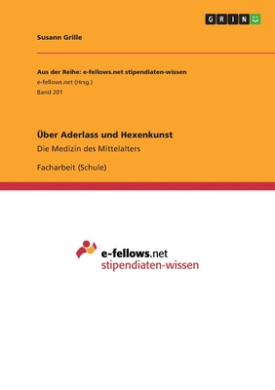 GRIN
Susann Grille
Aus der Reihe: e-fellows.net stipendiaten-wissen
e-fellows.net (Hrsg.)
Band 201
Über Aderlass und Hexenkunst
Die Medizin des Mittelalters
Facharbeit (Schule)
e-fellows.net
stipendiaten-wissen